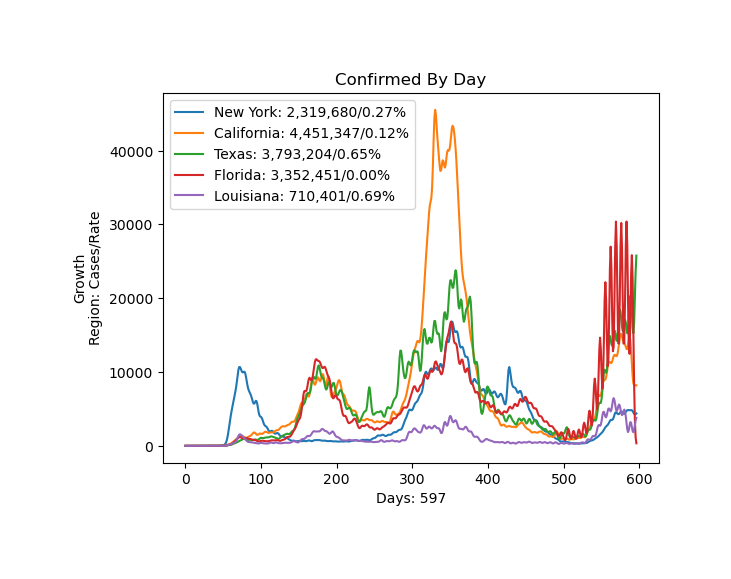 Confirmed By Day
New York: 2,319,680/0.27%
California: 4,451,347/0.12%
Texas: 3,793,204/0.65%
Florida: 3,352,451/0.00%
Louisiana: 710,401/0.69%
Growth
Region: Cases/Rate
40000
30000
20000
10000
0
0 100 200 300 400 500 600
Days: 597